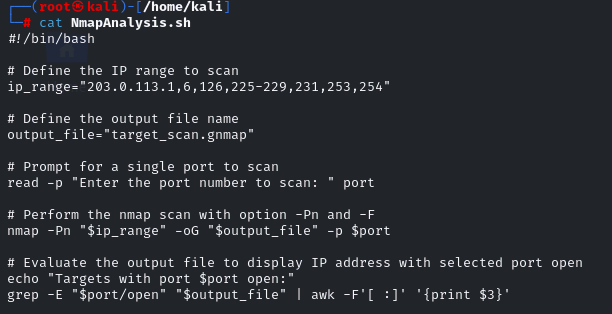 ┌──(root㉿kali)-[/home/kali]
└─# cat NmapAnalysis.sh
#!/bin/bash

# Define the IP range to scan
ip_range="203.0.113.1,6,126,225-229,231,253,254"

# Define the output file name
output_file="target_scan.gnmap"

# Prompt for a single port to scan
read -p "Enter the port number to scan: " port

# Perform the nmap scan with option -Pn and -F
nmap -Pn "$ip_range" -oG "$output_file" -p $port

# Evaluate the output file to display IP address with selected port open
echo "Targets with port $port open:"
grep -E "$port/open" "$output_file" | awk -F'[ :]' '{print $3}'